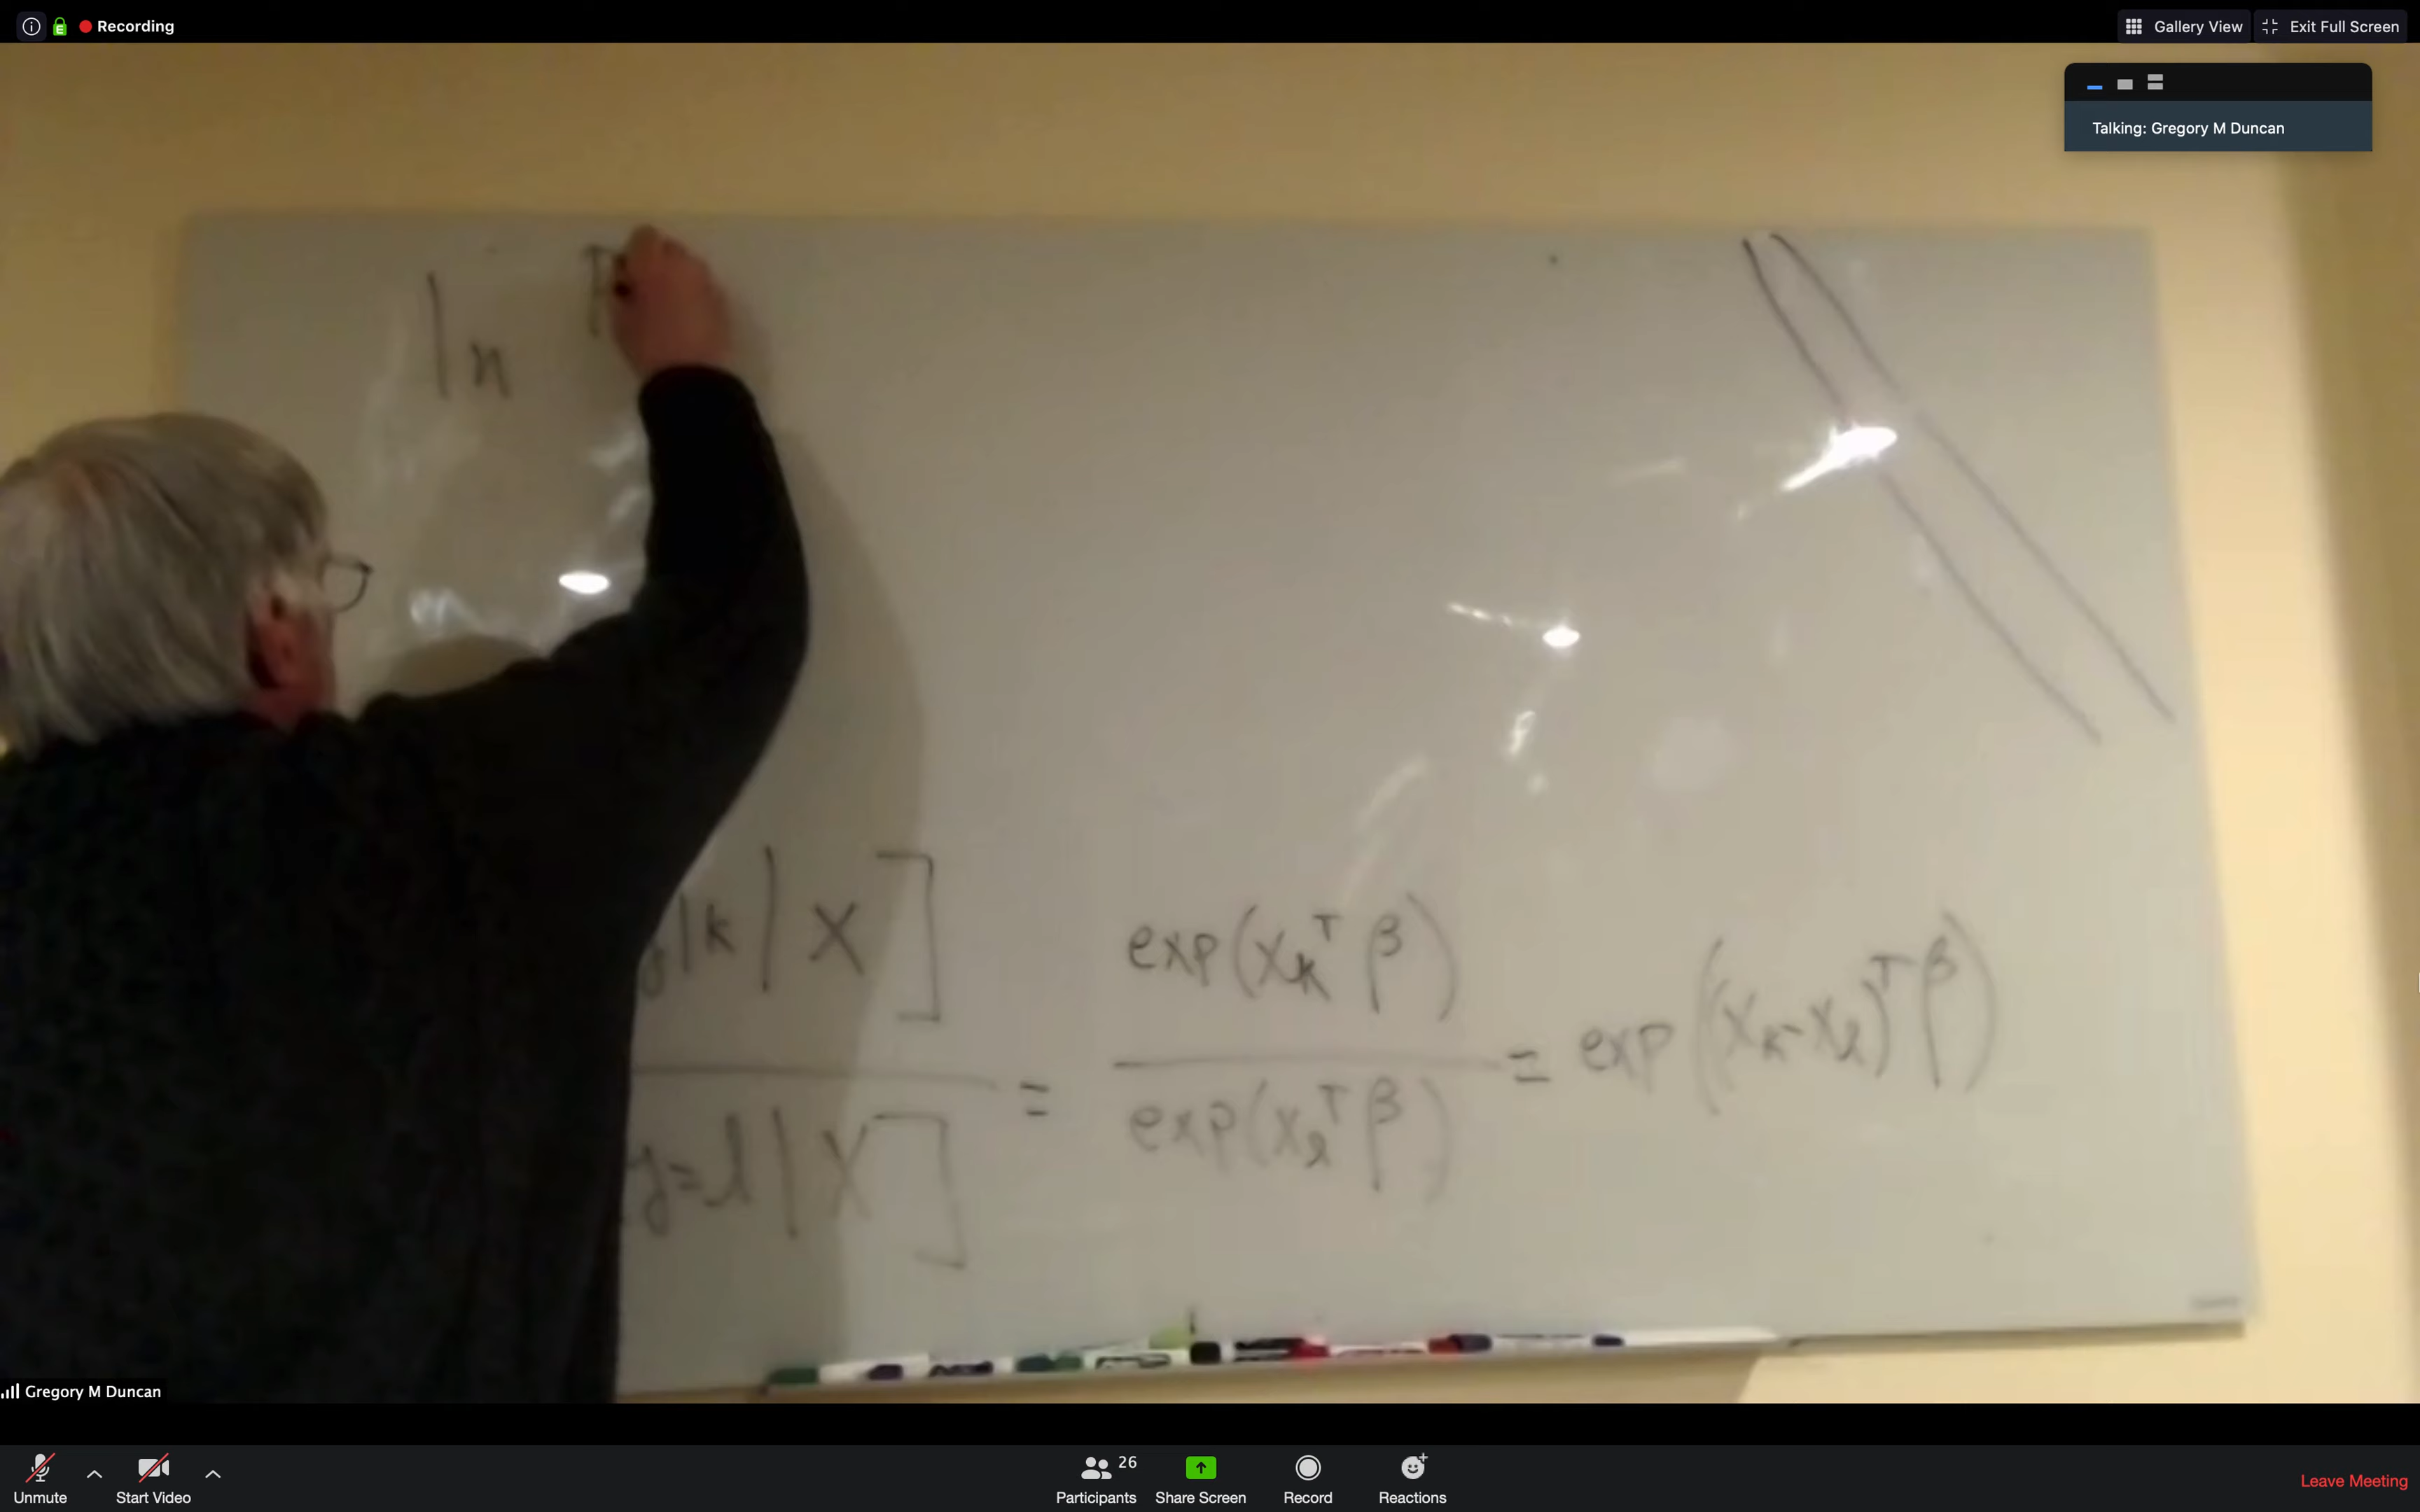 Recording
Gallery View
Exit Full Screen
Talking: Gregory M Duncan
ln
k | X ]
= exp(x_k^T β) / exp(x_l^T β) = exp((x_k - x_l)^T β)
y=l | X ]
Gregory M Duncan
Unmute
Start Video
Participants 26
Share Screen
Record
Reactions
Leave Meeting